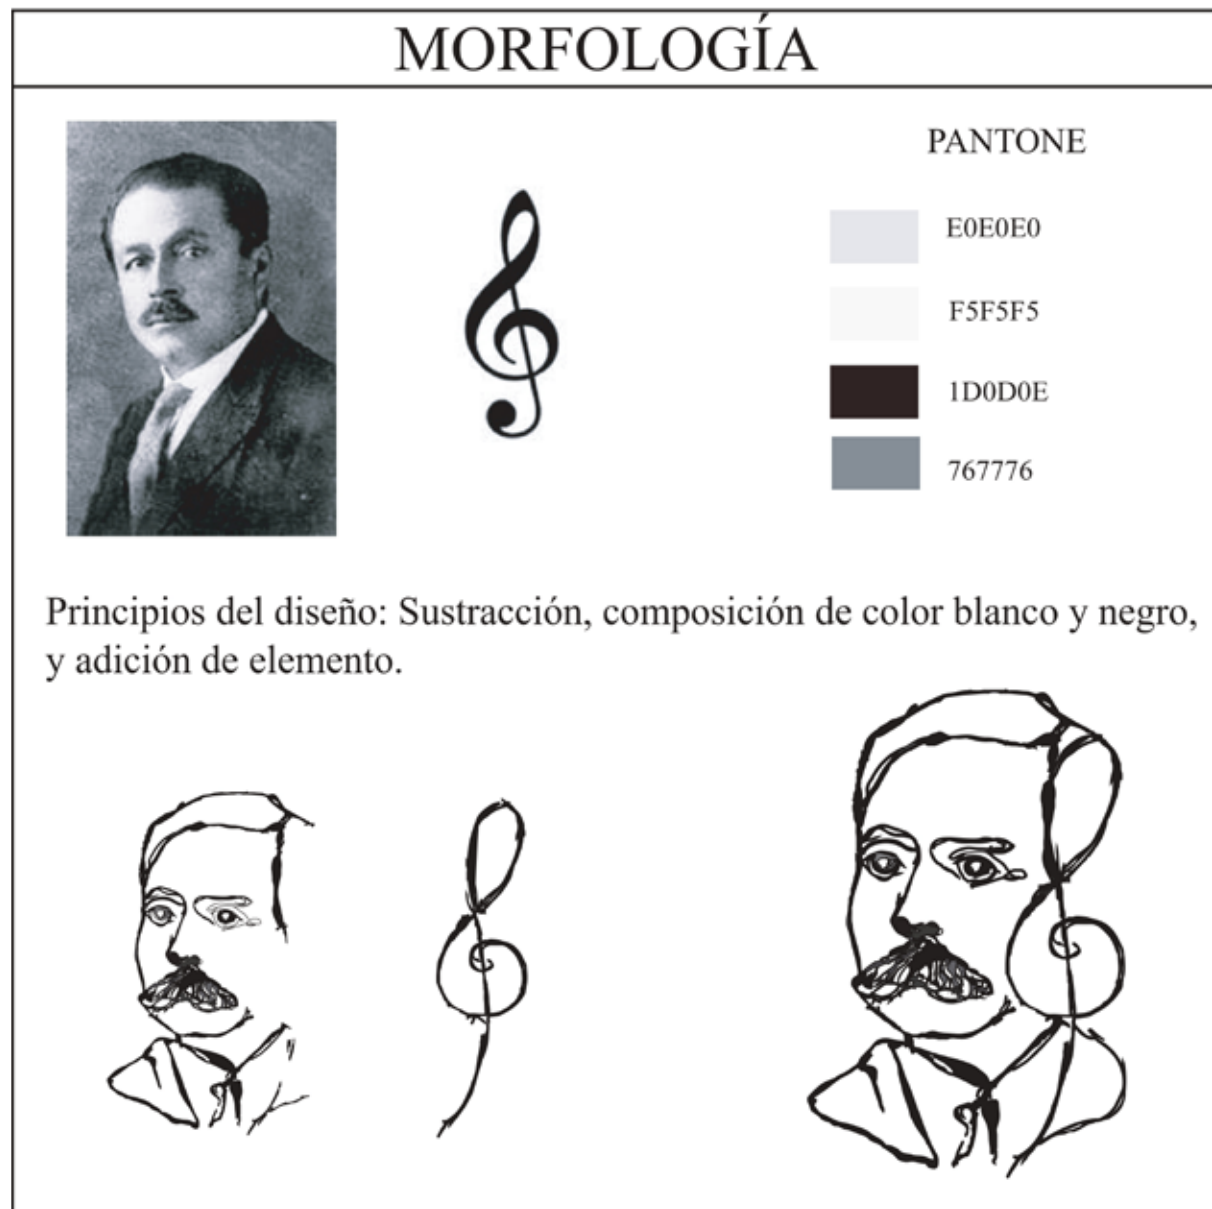 MORFOLOGÍA
PANTONE
E0E0E0
F5F5F5
1D0D0E
767776
Principios del diseño: Sustracción, composición de color blanco y negro,
y adición de elemento.